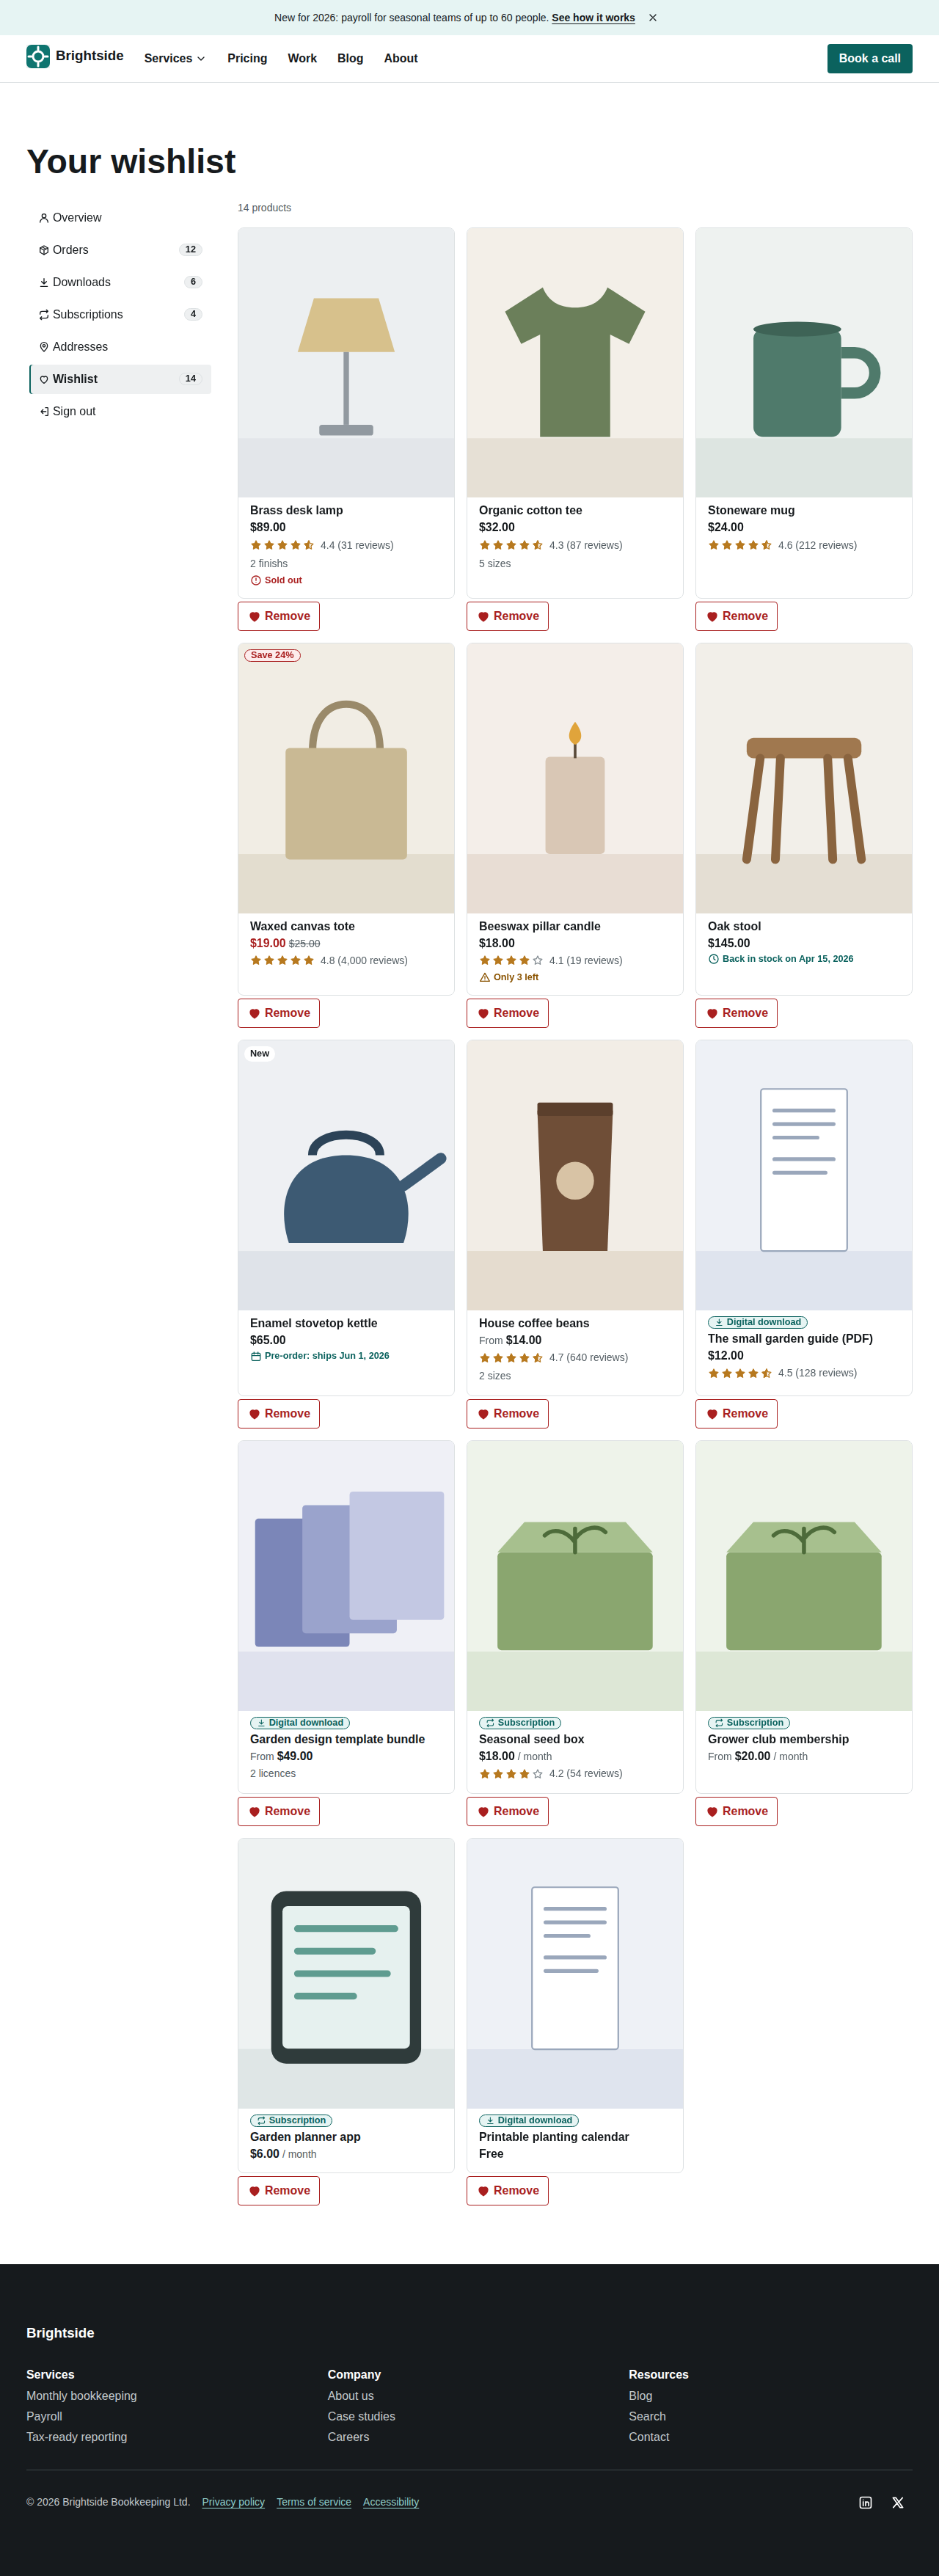 New for 2026: payroll for seasonal teams of up to 60 people. See how it works
Brightside
Services
Pricing
Work
Blog
About
Book a call
Your wishlist
Overview
Orders 12
Downloads 6
Subscriptions 4
Addresses
Wishlist 14
Sign out
14 products
Brass desk lamp
$89.00
4.4 (31 reviews)
2 finishs
Sold out
Remove
Organic cotton tee
$32.00
4.3 (87 reviews)
5 sizes
Remove
Stoneware mug
$24.00
4.6 (212 reviews)
Remove
Save 24%
Waxed canvas tote
$19.00 $25.00
4.8 (4,000 reviews)
Remove
Beeswax pillar candle
$18.00
4.1 (19 reviews)
Only 3 left
Remove
Oak stool
$145.00
Back in stock on Apr 15, 2026
Remove
New
Enamel stovetop kettle
$65.00
Pre-order: ships Jun 1, 2026
Remove
House coffee beans
From $14.00
4.7 (640 reviews)
2 sizes
Remove
Digital download
The small garden guide (PDF)
$12.00
4.5 (128 reviews)
Remove
Digital download
Garden design template bundle
From $49.00
2 licences
Remove
Subscription
Seasonal seed box
$18.00 / month
4.2 (54 reviews)
Remove
Subscription
Grower club membership
From $20.00 / month
Remove
Subscription
Garden planner app
$6.00 / month
Remove
Digital download
Printable planting calendar
Free
Remove
Brightside
Services
Monthly bookkeeping
Payroll
Tax-ready reporting
Company
About us
Case studies
Careers
Resources
Blog
Search
Contact
© 2026 Brightside Bookkeeping Ltd. Privacy policy Terms of service Accessibility